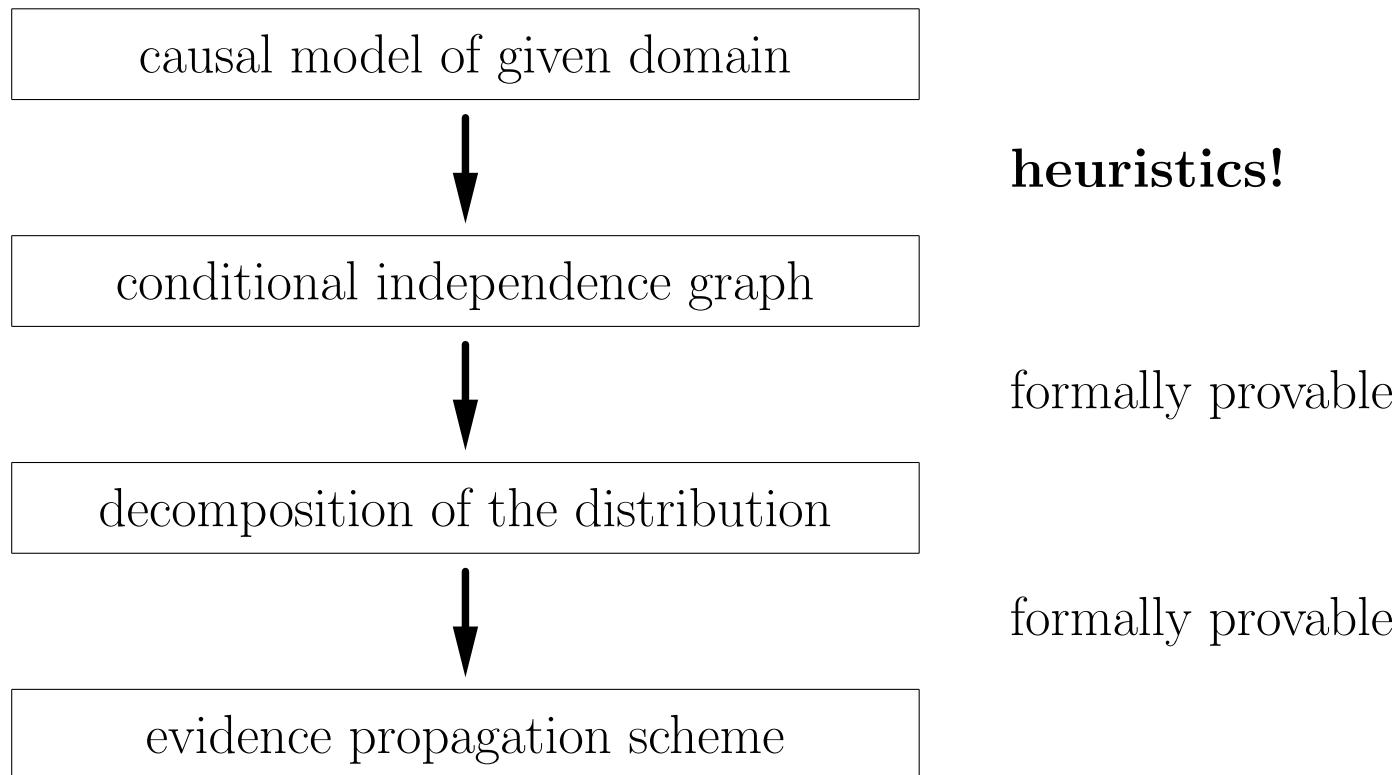 causal model of given domain
heuristics!
conditional independence graph
formally provable
decomposition of the distribution
formally provable
evidence propagation scheme